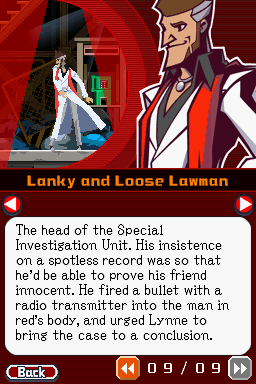 Lanky and Loose Lawman
The head of the Special
Investigation Unit. His insistence
on a spotless record was so that
he'd be able to prove his friend
innocent. He fired a bullet with a
radio transmitter into the man in
red's body, and urged Lynne to
bring the case to a conclusion.
Back
09/09